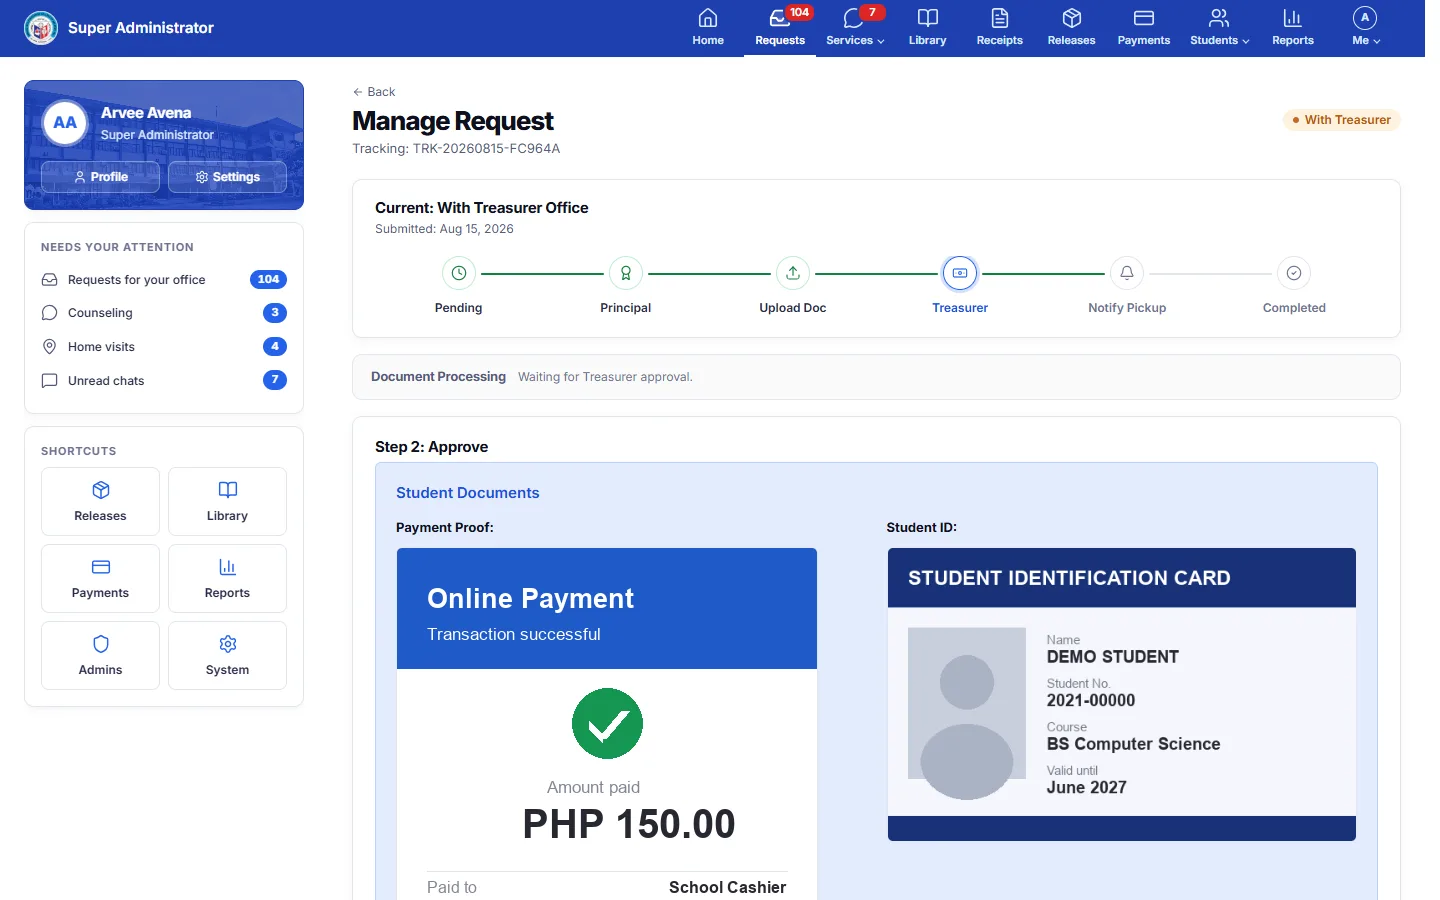 Super Administrator
Home
Requests
104
Services
7
Library
Receipts
Releases
Payments
Students
Reports
A
Me
AA
Arvee Avena
Super Administrator
Profile
Settings
NEEDS YOUR ATTENTION
Requests for your office 104
Counseling 3
Home visits 4
Unread chats 7
SHORTCUTS
Releases
Library
Payments
Reports
Admins
System
← Back
Manage Request
With Treasurer
Tracking: TRK-20260815-FC964A
Current: With Treasurer Office
Submitted: Aug 15, 2026
Pending
Principal
Upload Doc
Treasurer
Notify Pickup
Completed
Document Processing Waiting for Treasurer approval.
Step 2: Approve
Student Documents
Payment Proof:
Online Payment
Transaction successful
Amount paid
PHP 150.00
Paid to School Cashier
Student ID:
STUDENT IDENTIFICATION CARD
Name
DEMO STUDENT
Student No.
2021-00000
Course
BS Computer Science
Valid until
June 2027